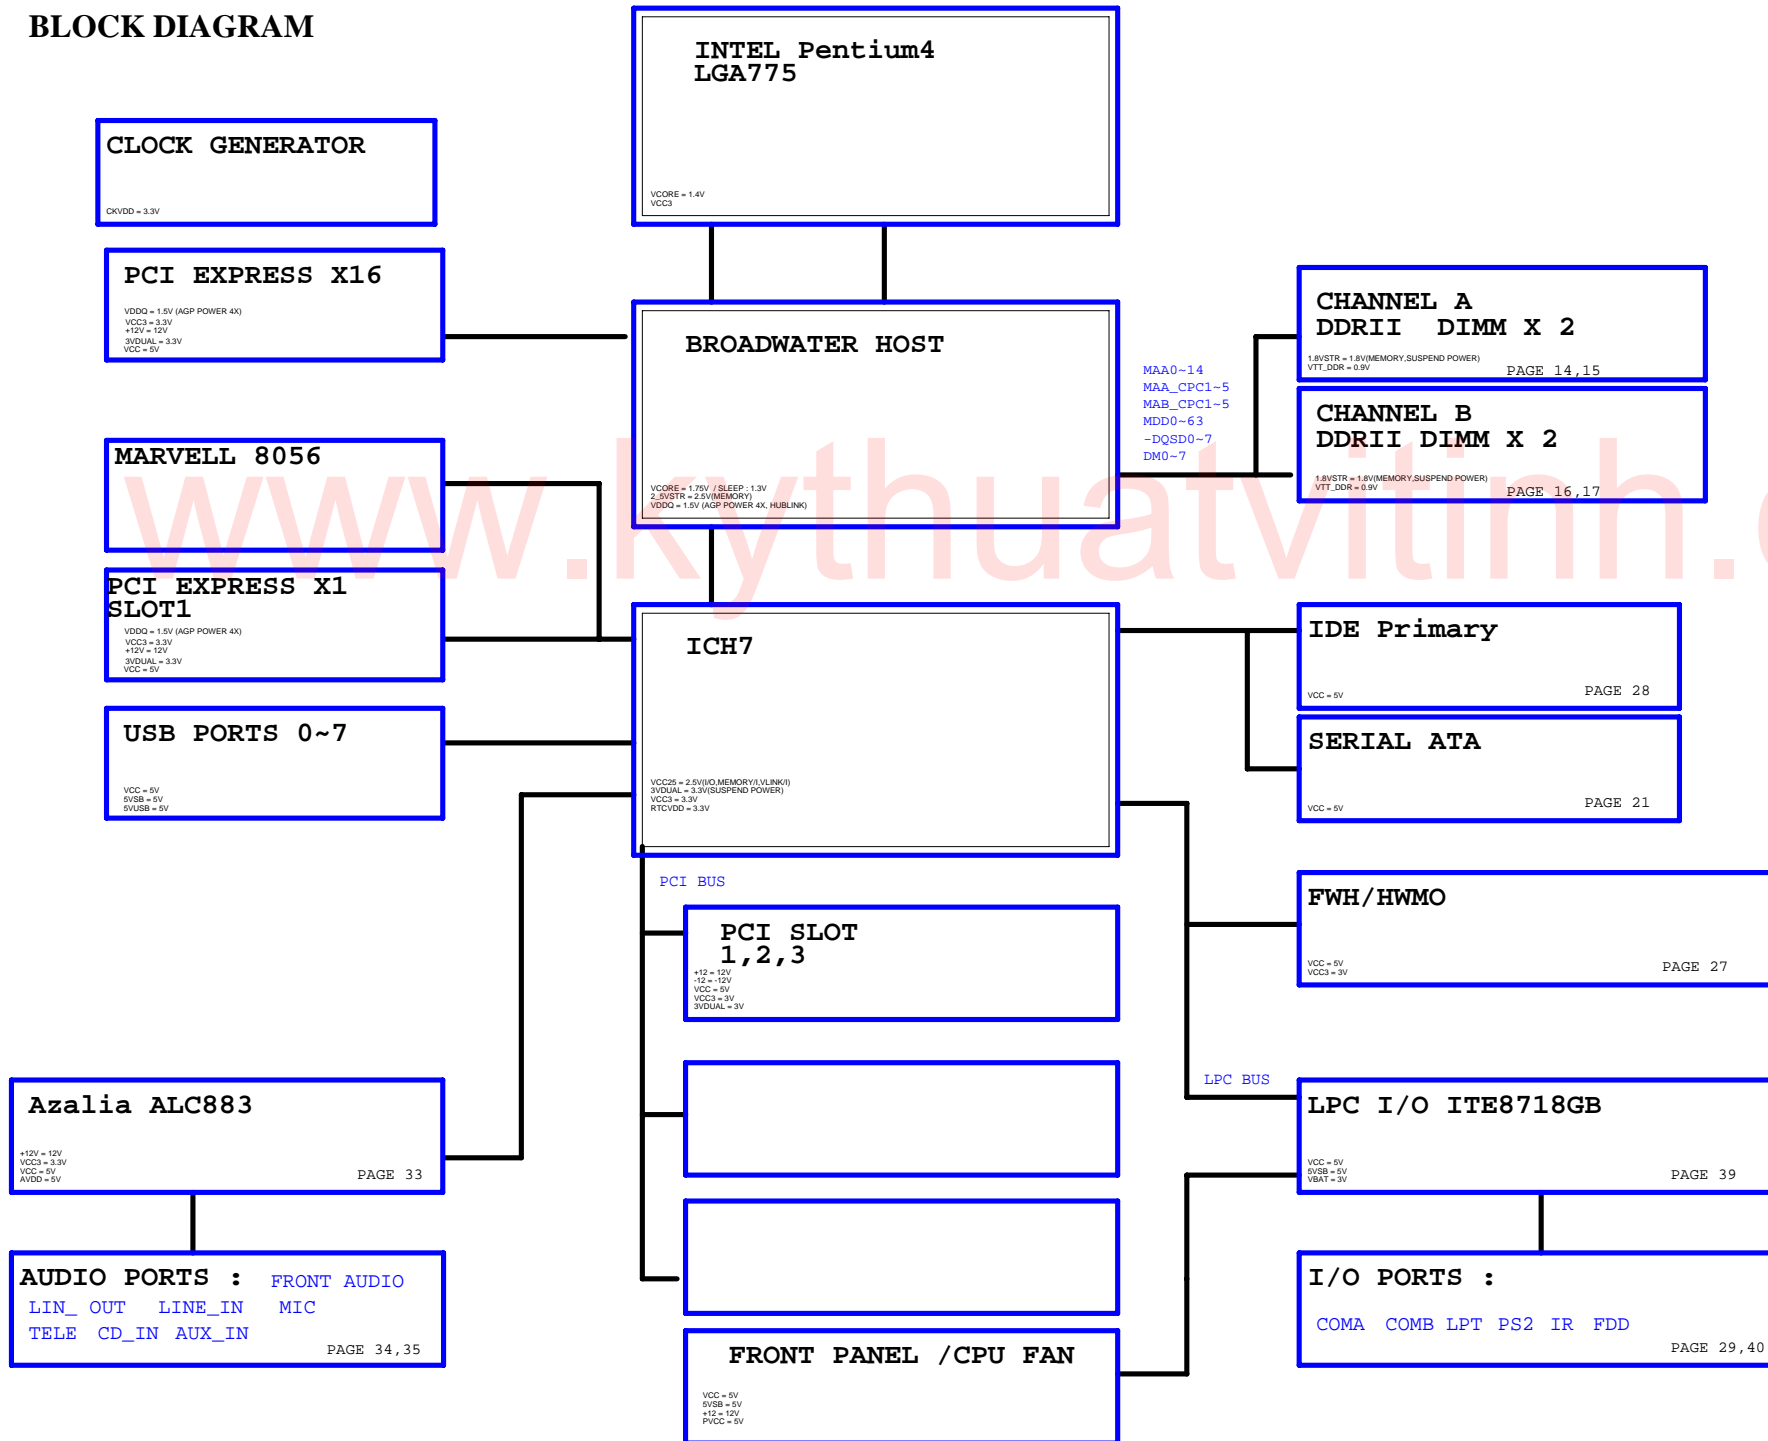 BLOCK DIAGRAM
INTEL Pentium4
LGA775
VCORE = 1.4V
VCC3
CLOCK GENERATOR
CKVDD = 3.3V
PCI EXPRESS X16
VDDQ = 1.5V (AGP POWER 4X)
VCC3 = 3.3V
+12V = 12V
3VDUAL = 3.3V
VCC = 5V
BROADWATER HOST
VCORE = 1.75V / SLEEP : 1.3V
2_5VSTR = 2.5V(MEMORY)
VDDQ = 1.5V (AGP POWER 4X, HUBLINK)
MAA0~14
MAA_CPC1~5
MAB_CPC1~5
MDD0~63
-DQSD0~7
DM0~7
CHANNEL A
DDRII DIMM X 2
1.8VSTR = 1.8V(MEMORY,SUSPEND POWER)
VTT_DDR = 0.9V
PAGE 14,15
CHANNEL B
DDRII DIMM X 2
1.8VSTR = 1.8V(MEMORY,SUSPEND POWER)
VTT_DDR = 0.9V
PAGE 16,17
MARVELL 8056
www.kythuatvitinh.
PCI EXPRESS X1
SLOT1
VDDQ = 1.5V (AGP POWER 4X)
VCC3 = 3.3V
+12V = 12V
3VDUAL = 3.3V
VCC = 5V
ICH7
VCC25 = 2.5V(I/O,MEMORY/I,VLINK/I)
3VDUAL = 3.3V(SUSPEND POWER)
VCC3 = 3.3V
RTCVDD = 3.3V
IDE Primary
VCC = 5V
PAGE 28
SERIAL ATA
VCC = 5V
PAGE 21
USB PORTS 0~7
VCC = 5V
5VSB = 5V
5VUSB = 5V
PCI BUS
PCI SLOT
1,2,3
+12 = 12V
-12 = -12V
VCC = 5V
VCC3 = 3V
3VDUAL = 3V
FWH/HWMO
VCC = 5V
VCC3 = 3V
PAGE 27
LPC BUS
LPC I/O ITE8718GB
VCC = 5V
5VSB = 5V
VBAT = 3V
PAGE 39
Azalia ALC883
+12V = 12V
VCC3 = 3.3V
VCC = 5V
AVDD = 5V
PAGE 33
AUDIO PORTS : FRONT AUDIO
LIN_ OUT LINE_IN MIC
TELE CD_IN AUX_IN
PAGE 34,35
I/O PORTS :
COMA COMB LPT PS2 IR FDD
PAGE 29,40
FRONT PANEL /CPU FAN
VCC = 5V
5VSB = 5V
+12 = 12V
PVCC = 5V